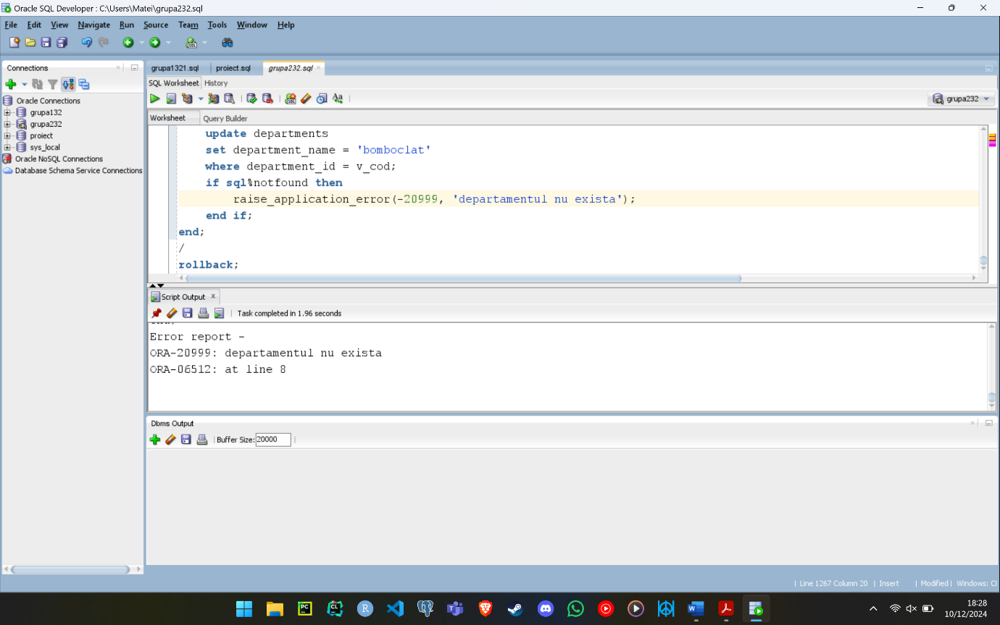 Oracle SQL Developer : C:\Users\Matei\grupa232.sql
File Edit View Navigate Run Source Team Tools Window Help
Connections
Oracle Connections
grupa132
grupa232
proiect
sys_local
Oracle NoSQL Connections
Database Schema Service Connections
grupa1321.sql proiect.sql grupa232.sql
SQL Worksheet History
grupa232
Worksheet Query Builder
update departments
set department_name = 'bomboclat'
where department_id = v_cod;
if sql%notfound then
raise_application_error(-20999, 'departamentul nu exista');
end if;
end;
/
rollback;
Script Output
Task completed in 1.96 seconds
Error report -
ORA-20999: departamentul nu exista
ORA-06512: at line 8
Dbms Output
Buffer Size: 20000
Line 1267 Column 20 Insert Modified Windows: Cl
18:28
10/12/2024